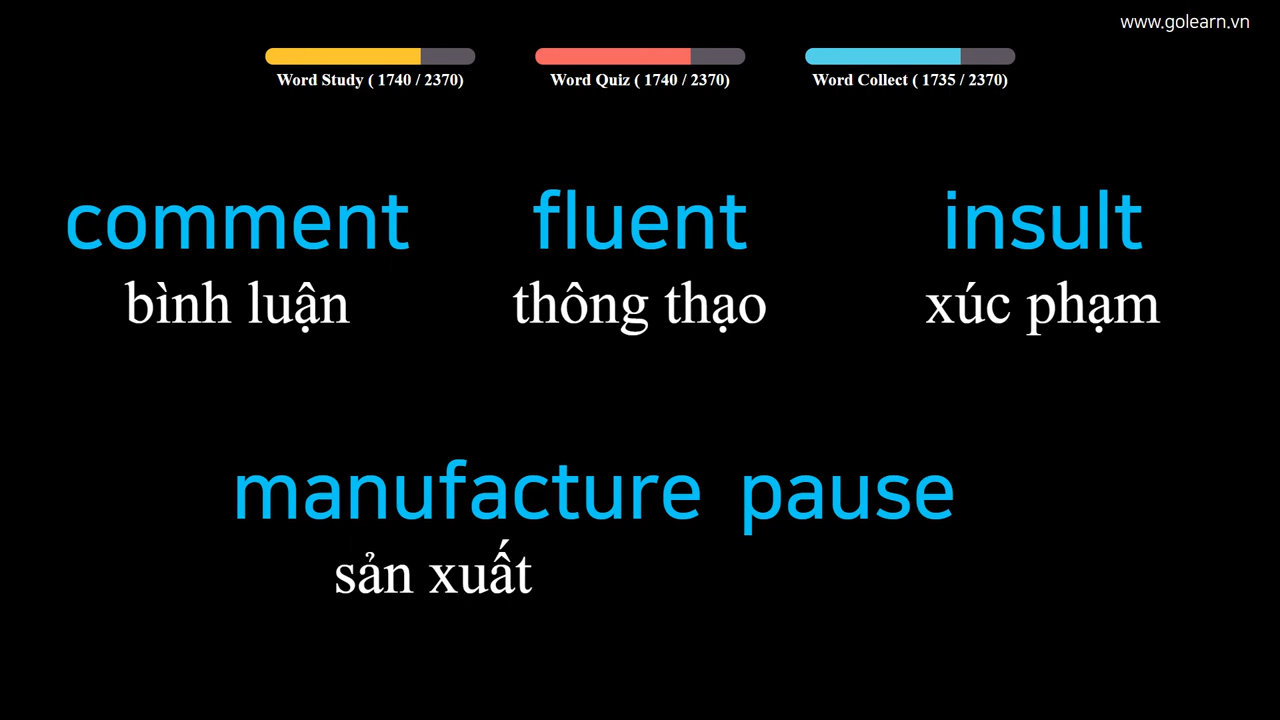 www.golearn.vn
Word Study ( 1740 / 2370)
Word Quiz ( 1740 / 2370)
Word Collect ( 1735 / 2370)
comment
bình luận
fluent
thông thạo
insult
xúc phạm
manufacture
sản xuất
pause